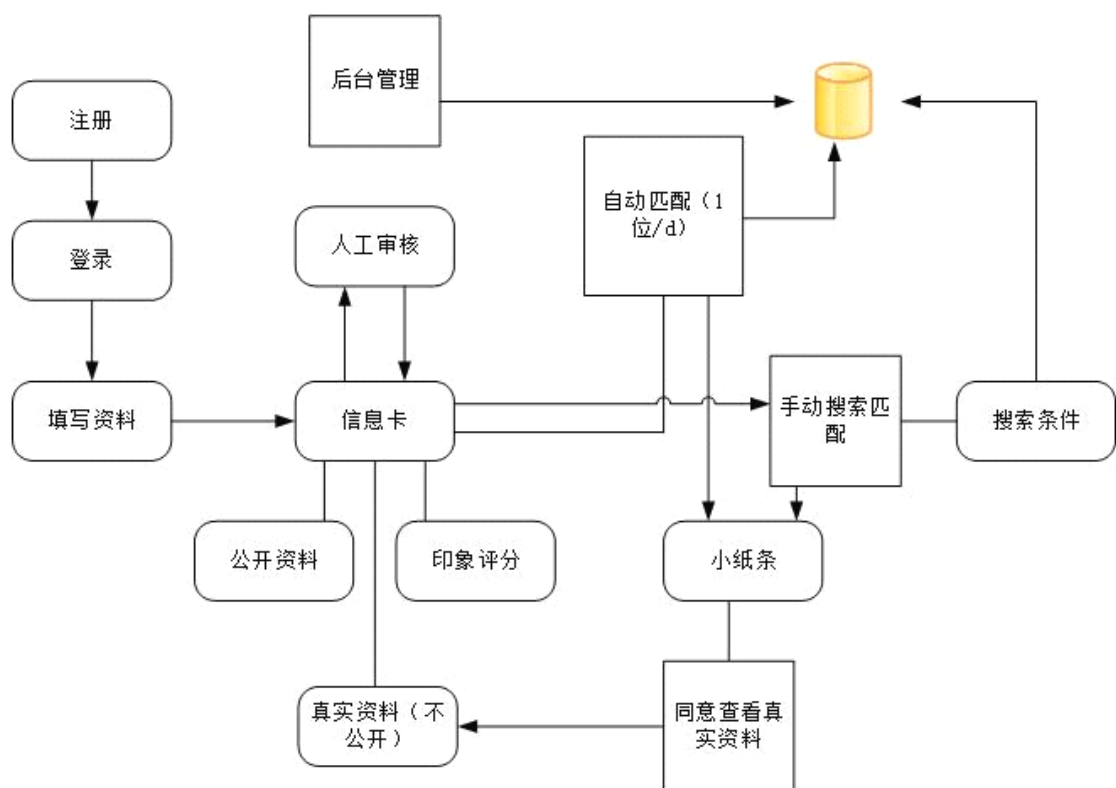 后台管理
注册
自动匹配（1
位/d）
人工审核
登录
填写资料
信息卡
手动搜索匹
配
搜索条件
公开资料
印象评分
小纸条
真实资料（不
公开）
同意查看真
实资料